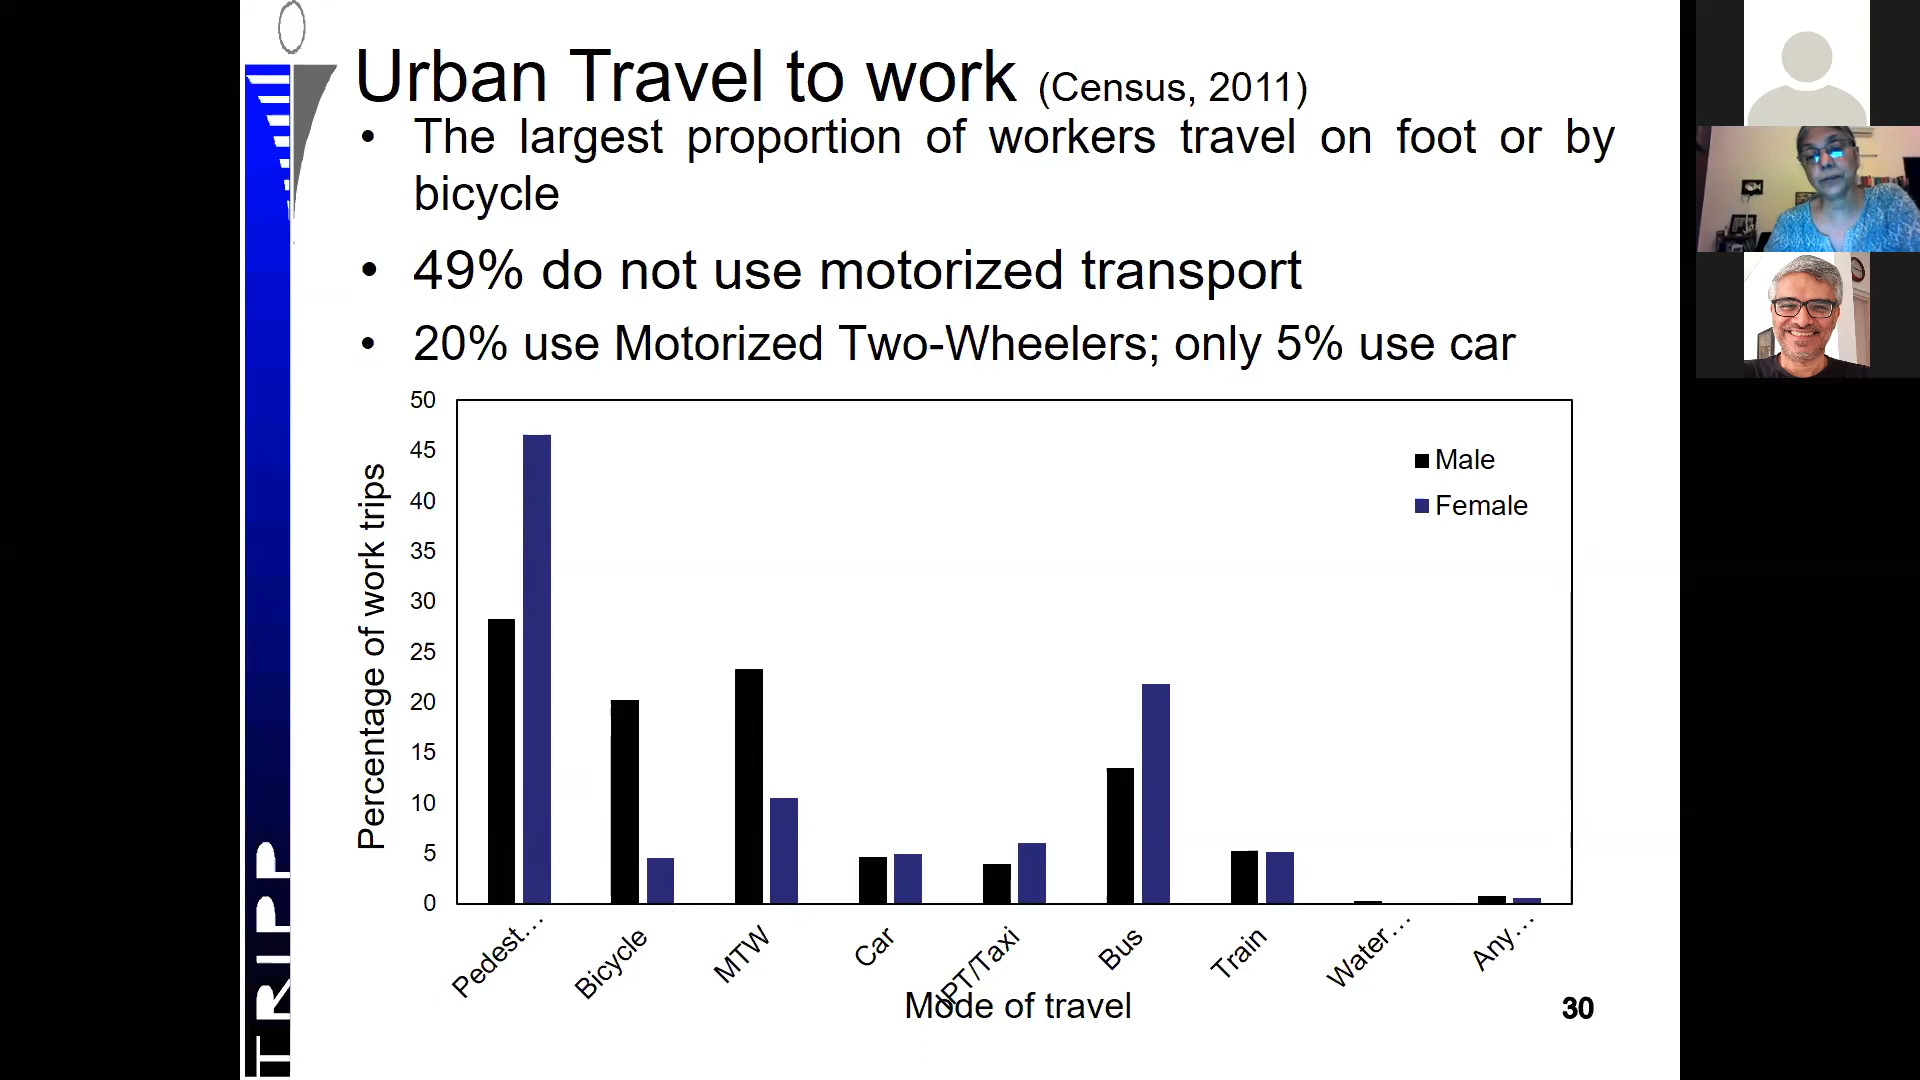 Urban Travel to work (Census, 2011)
• The largest proportion of workers travel on foot or by
bicycle
• 49% do not use motorized transport
• 20% use Motorized Two-Wheelers; only 5% use car
50
45
40
35
30
25
20
15
10
5
0
Percentage of work trips
Male
Female
Pedest...
Bicycle
MTW
Car
IPT/Taxi
Bus
Train
Water...
Any...
Mode of travel
30
TRIPP